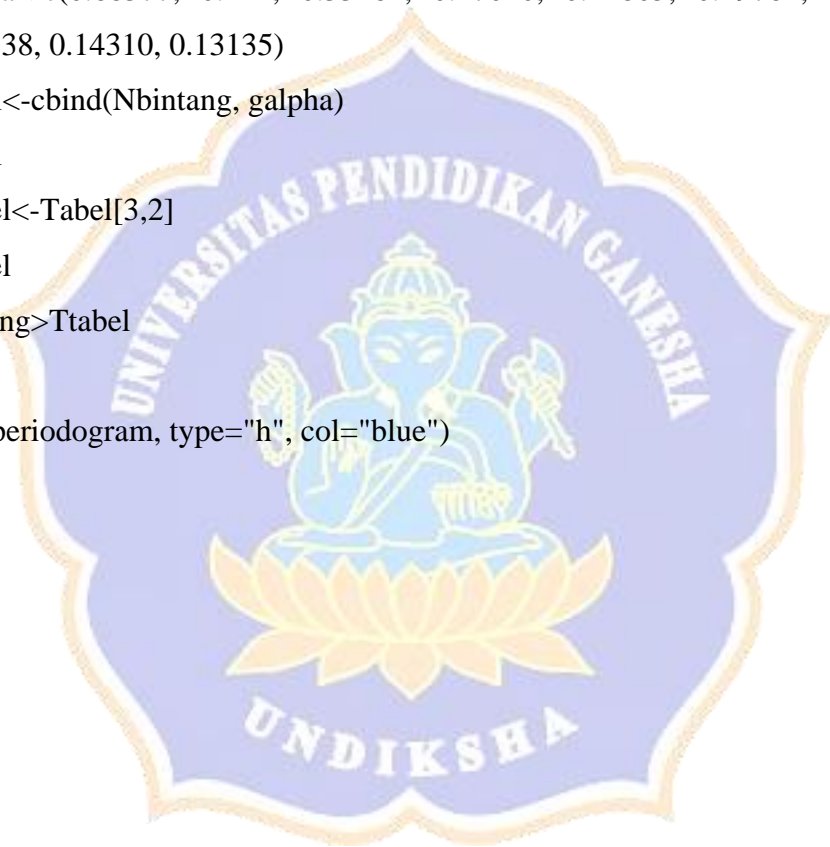 38, 0.14310, 0.13135)
<-cbind(Nbintang, galpha)
el<-Tabel[3,2]
el
ng>Ttabel
periodogram, type="h", col="blue")
UNIVERSITAS PENDIDIKAN GANESHA
UNDIKSHA